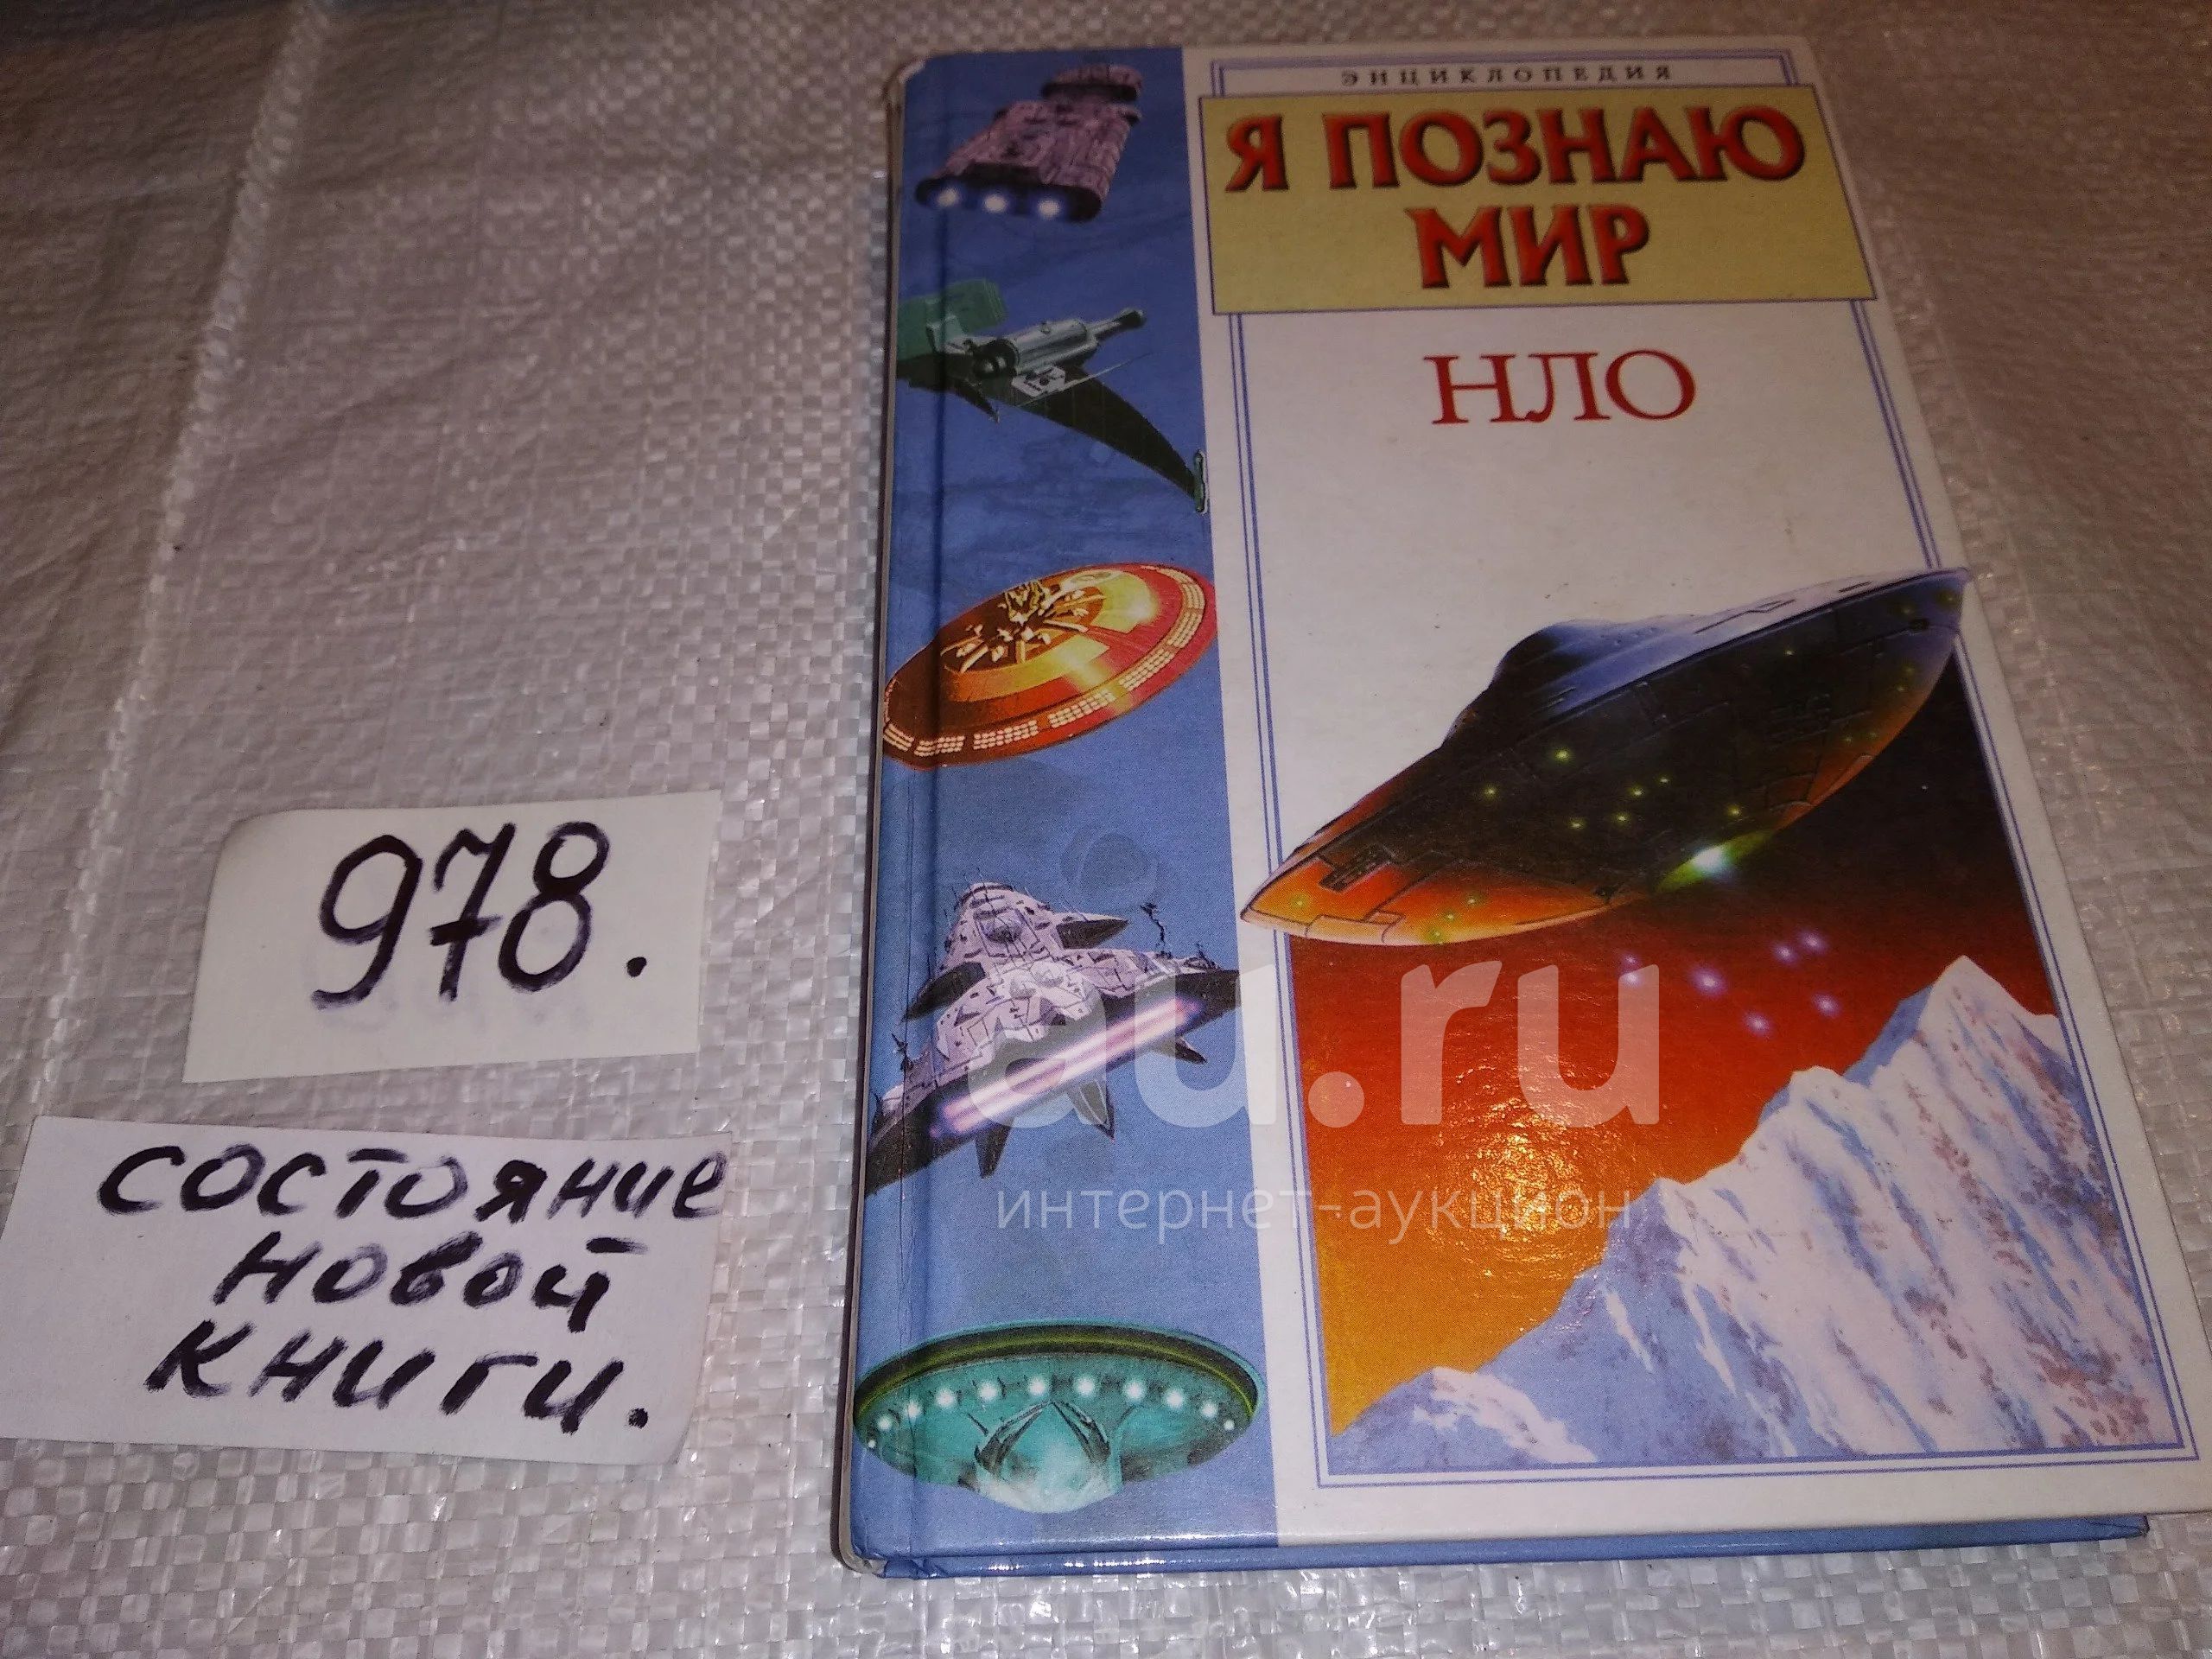 ЭНЦИКЛОПЕДИЯ
Я ПОЗНАЮ
МИР
НЛО
978.
состояние
новой
книги.
au.ru
интернет-аукцион